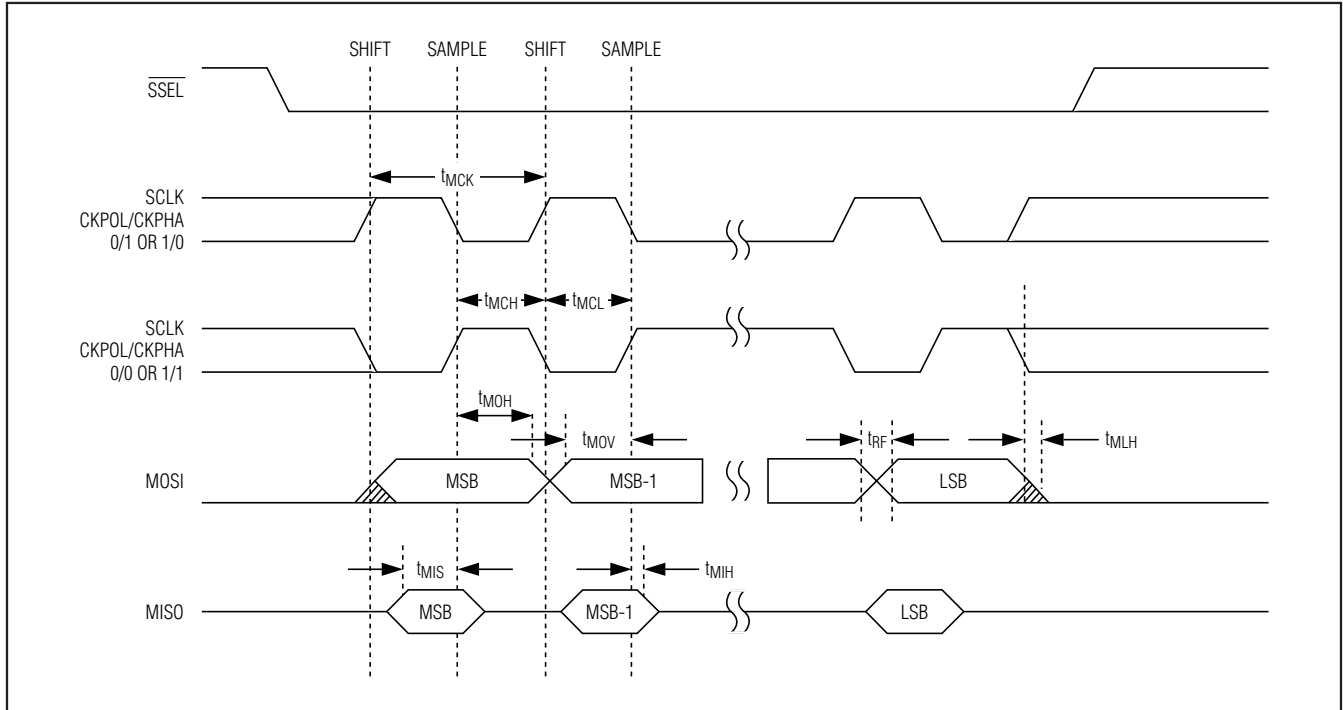 SHIFT SAMPLE SHIFT SAMPLE
SSEL
tMCK
SCLK
CKPOL/CKPHA
0/1 OR 1/0
tMCH tMCL
SCLK
CKPOL/CKPHA
0/0 OR 1/1
tMOH
tMOV tRF tMLH
MOSI MSB MSB-1 LSB
tMIS tMIH
MISO MSB MSB-1 LSB